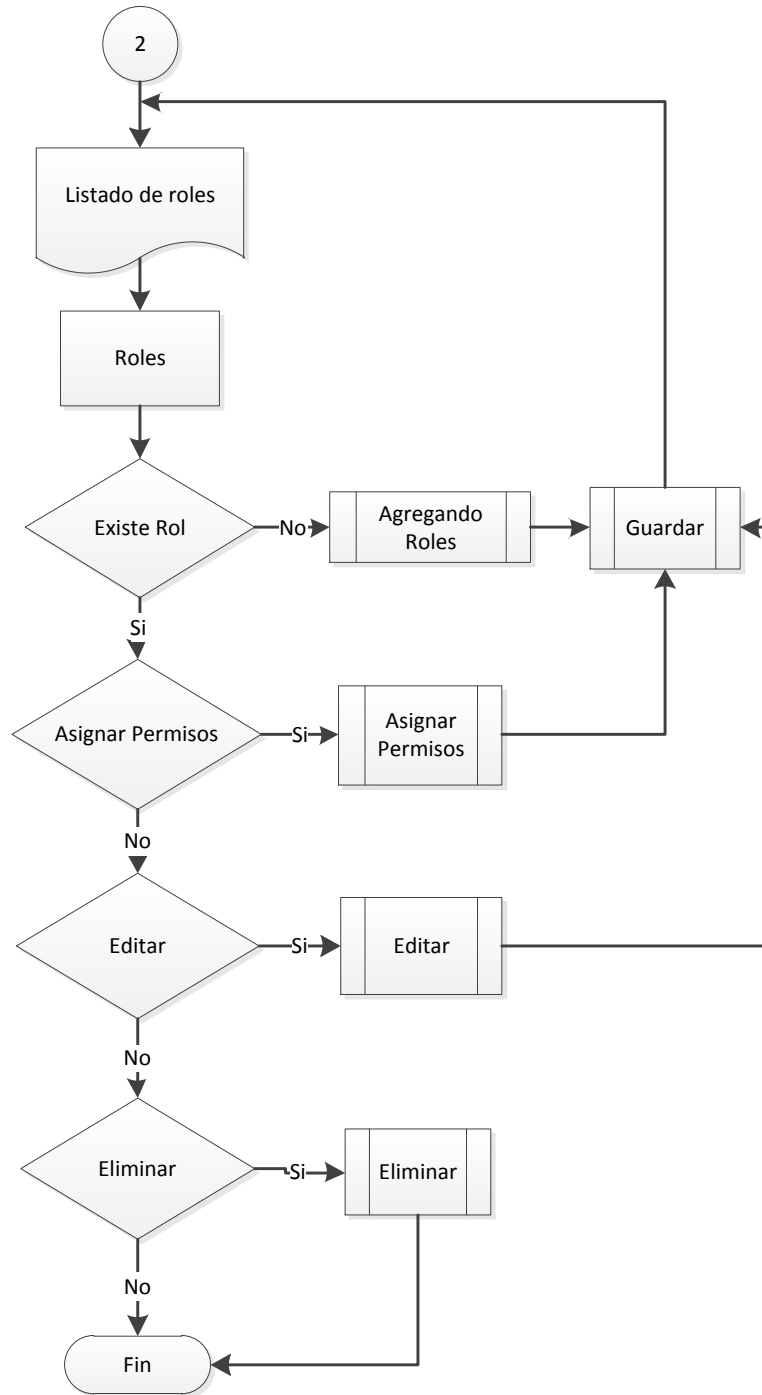 2
Listado de roles
Roles
Existe Rol
No
Agregando
Roles
Guardar
Si
Asignar Permisos
Si
Asignar
Permisos
No
Editar
Si
Editar
No
Eliminar
Si
Eliminar
No
Fin